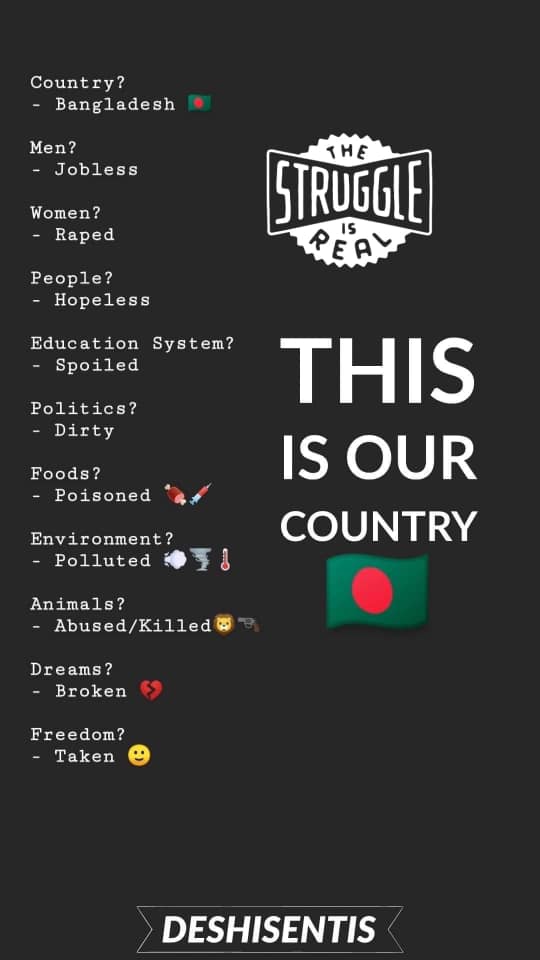 Country?
- Bangladesh 🇧🇩
Men?
- Jobless
Women?
- Raped
People?
- Hopeless
Education System?
- Spoiled
Politics?
- Dirty
Foods?
- Poisoned 🍖💉
Environment?
- Polluted 💨🌪️🌡️
Animals?
- Abused/Killed🦁🔫
Dreams?
- Broken 💔
Freedom?
- Taken 🙂
THE
STRUGGLE
IS
REAL
THIS
IS OUR
COUNTRY
🇧🇩
DESHISENTIS